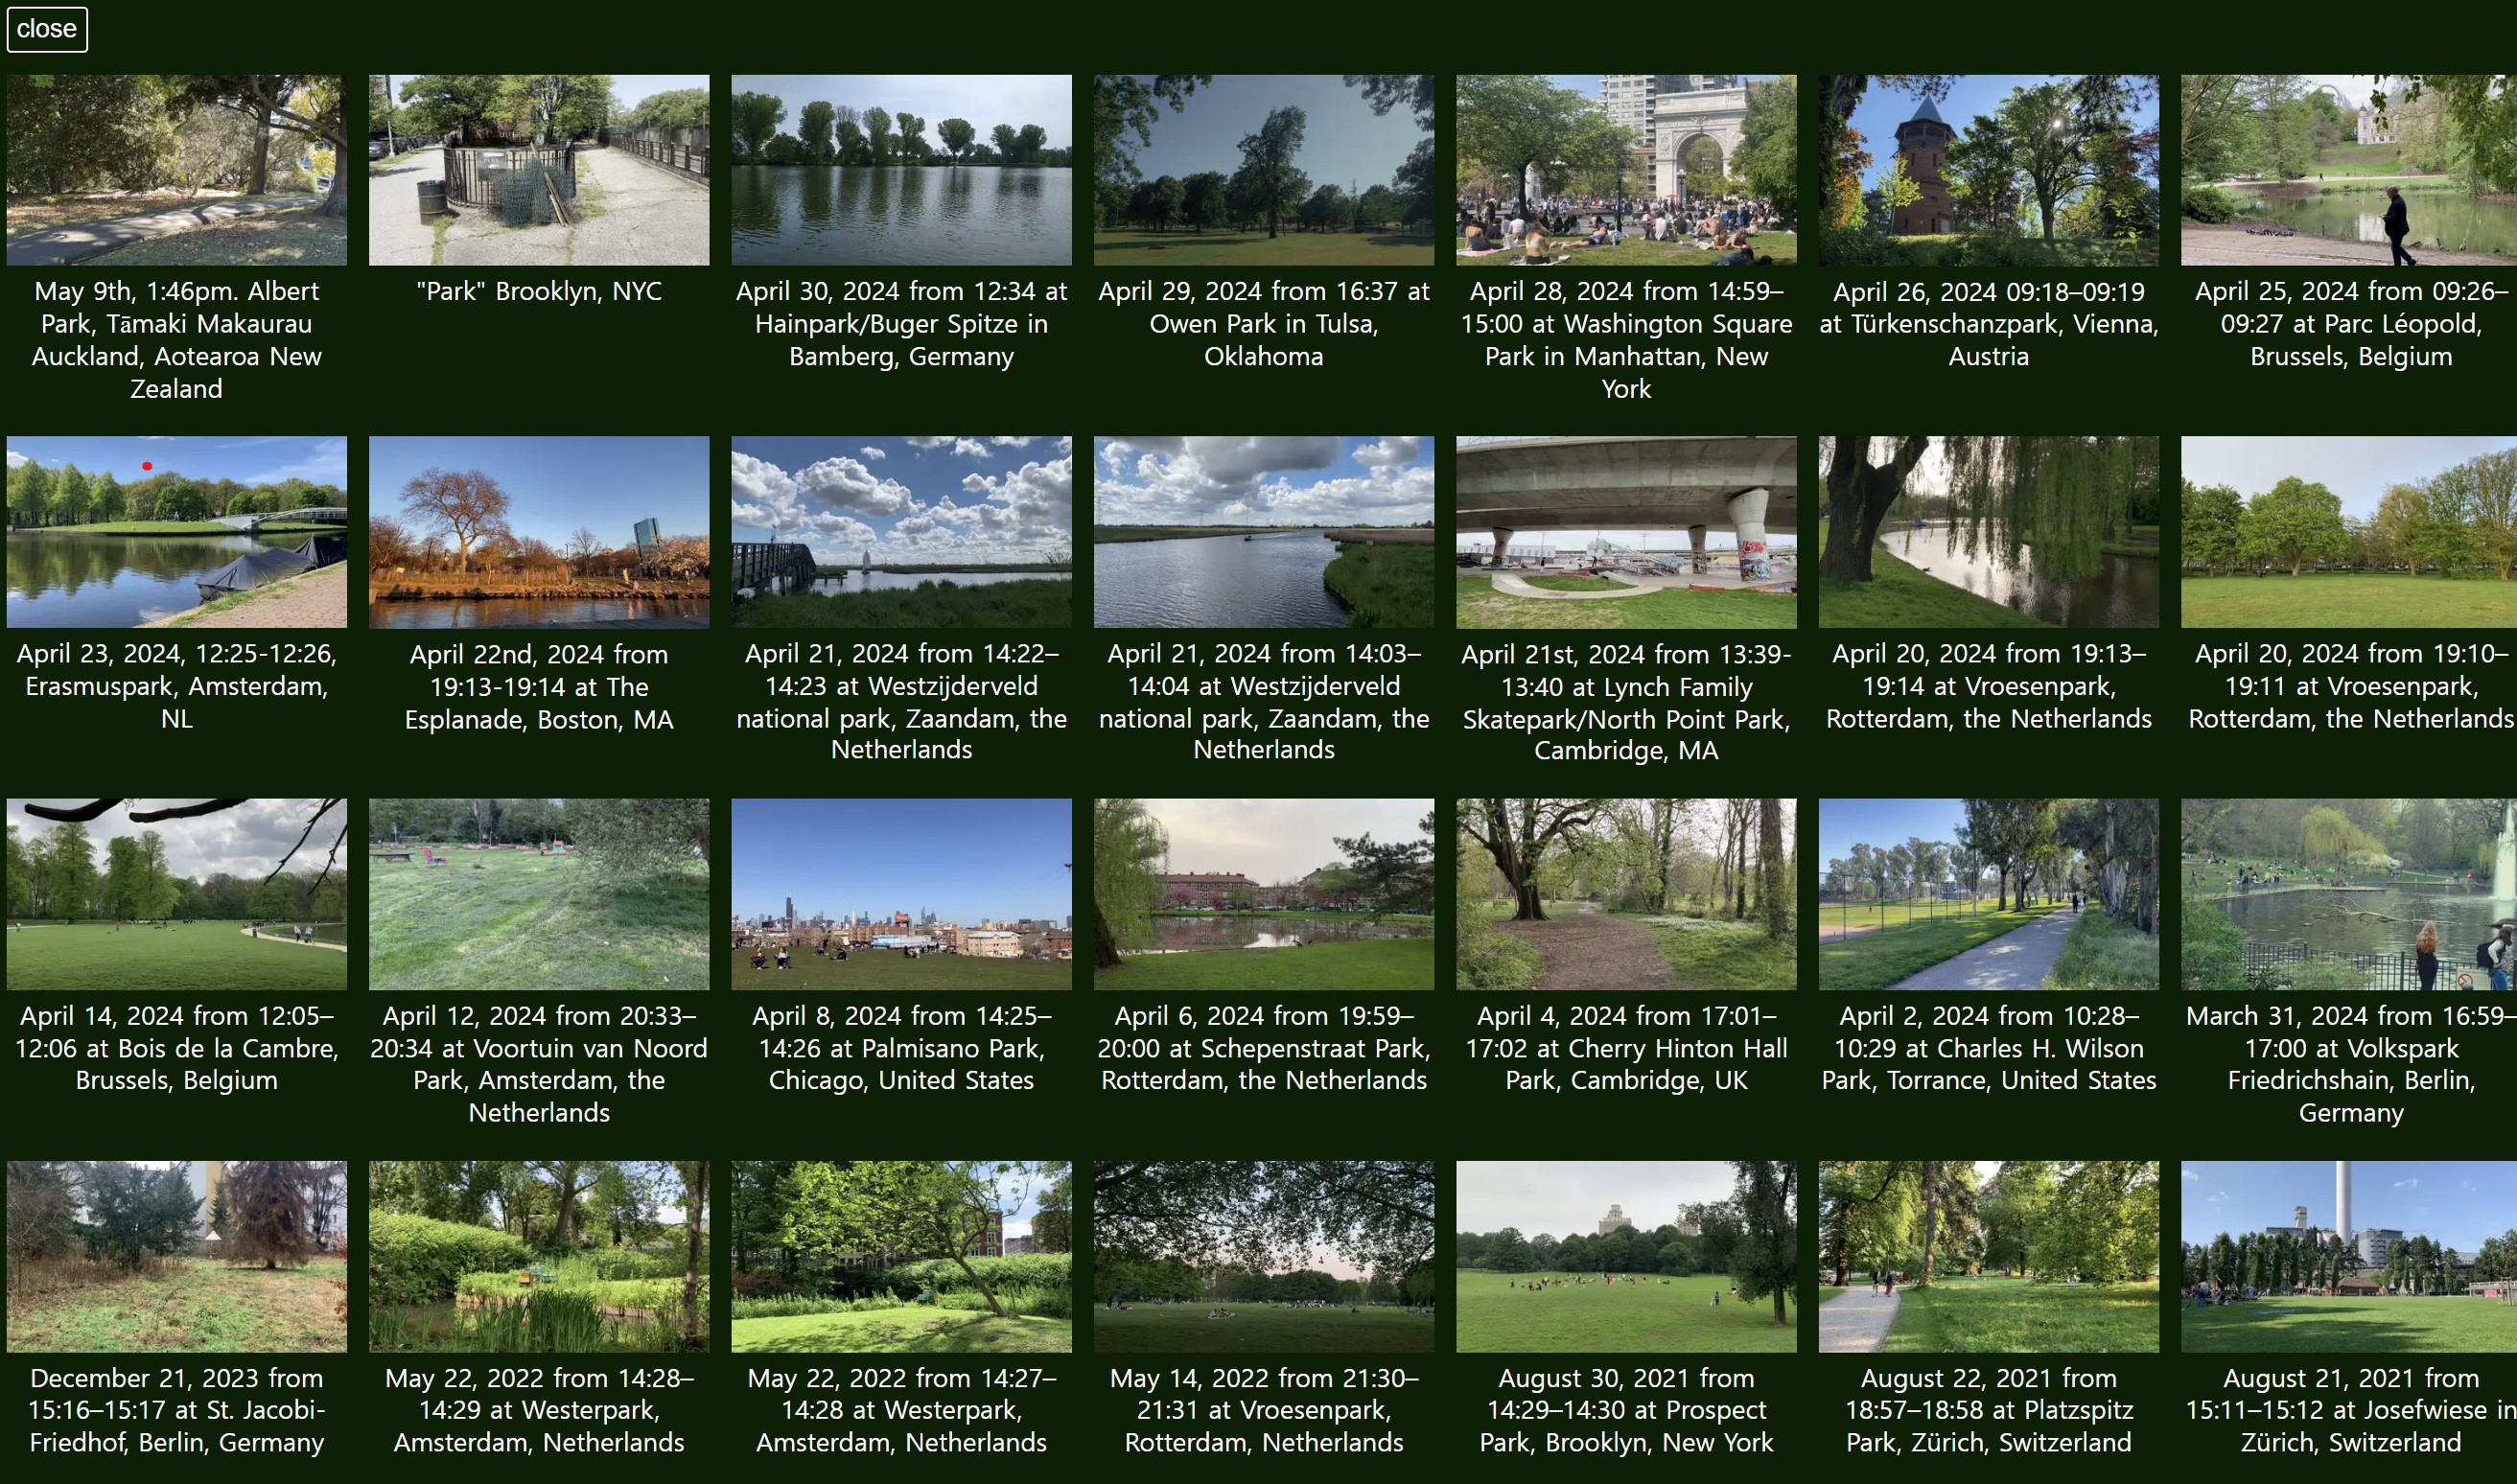 close
May 9th, 1:46pm. Albert
Park, Tāmaki Makaurau
Auckland, Aotearoa New
Zealand
"Park" Brooklyn, NYC
April 30, 2024 from 12:34 at
Hainpark/Buger Spitze in
Bamberg, Germany
April 29, 2024 from 16:37 at
Owen Park in Tulsa,
Oklahoma
April 28, 2024 from 14:59–
15:00 at Washington Square
Park in Manhattan, New
York
April 26, 2024 09:18–09:19
at Türkenschanzpark, Vienna,
Austria
April 25, 2024 from 09:26–
09:27 at Parc Léopold,
Brussels, Belgium
April 23, 2024, 12:25-12:26,
Erasmuspark, Amsterdam,
NL
April 22nd, 2024 from
19:13-19:14 at The
Esplanade, Boston, MA
April 21, 2024 from 14:22–
14:23 at Westzijderveld
national park, Zaandam, the
Netherlands
April 21, 2024 from 14:03–
14:04 at Westzijderveld
national park, Zaandam, the
Netherlands
April 21st, 2024 from 13:39-
13:40 at Lynch Family
Skatepark/North Point Park,
Cambridge, MA
April 20, 2024 from 19:13–
19:14 at Vroesenpark,
Rotterdam, the Netherlands
April 20, 2024 from 19:10–
19:11 at Vroesenpark,
Rotterdam, the Netherlands
April 14, 2024 from 12:05–
12:06 at Bois de la Cambre,
Brussels, Belgium
April 12, 2024 from 20:33–
20:34 at Voortuin van Noord
Park, Amsterdam, the
Netherlands
April 8, 2024 from 14:25–
14:26 at Palmisano Park,
Chicago, United States
April 6, 2024 from 19:59–
20:00 at Schepenstraat Park,
Rotterdam, the Netherlands
April 4, 2024 from 17:01–
17:02 at Cherry Hinton Hall
Park, Cambridge, UK
April 2, 2024 from 10:28–
10:29 at Charles H. Wilson
Park, Torrance, United States
March 31, 2024 from 16:59–
17:00 at Volkspark
Friedrichshain, Berlin,
Germany
December 21, 2023 from
15:16–15:17 at St. Jacobi-
Friedhof, Berlin, Germany
May 22, 2022 from 14:28–
14:29 at Westerpark,
Amsterdam, Netherlands
May 22, 2022 from 14:27–
14:28 at Westerpark,
Amsterdam, Netherlands
May 14, 2022 from 21:30–
21:31 at Vroesenpark,
Rotterdam, Netherlands
August 30, 2021 from
14:29–14:30 at Prospect
Park, Brooklyn, New York
August 22, 2021 from
18:57–18:58 at Platzspitz
Park, Zürich, Switzerland
August 21, 2021 from
15:11–15:12 at Josefwiese in
Zürich, Switzerland